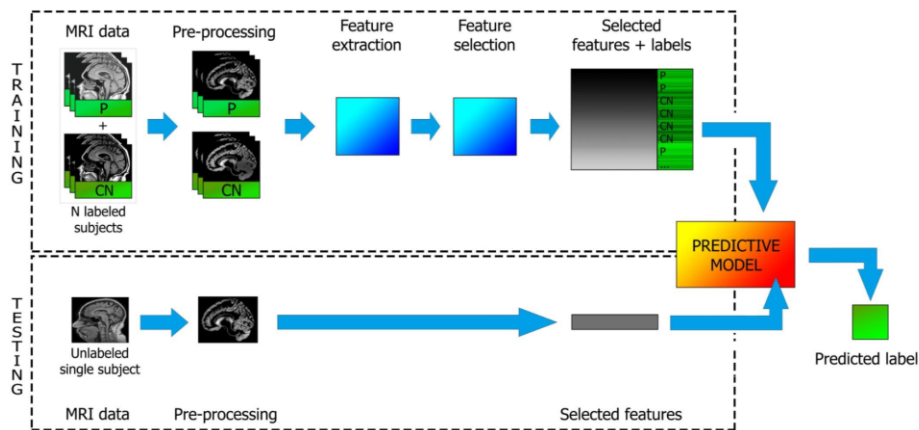 MRI data
Pre-processing
Feature
extraction
Feature
selection
Selected
features + labels
TRAINING
P
+
CN
N labeled
subjects
P
CN
P
P
CN
CN
CN
CN
P
...
PREDICTIVE
MODEL
Predicted label
TESTING
Unlabeled
single subject
MRI data
Pre-processing
Selected features